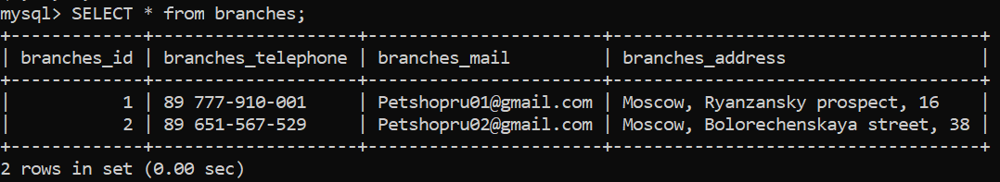 mysql> SELECT * from branches;
+-------------+--------------------+----------------------+------------------------------------+
| branches_id | branches_telephone | branches_mail        | branches_address                   |
+-------------+--------------------+----------------------+------------------------------------+
|           1 | 89 777-910-001     | Petshopru01@gmail.com | Moscow, Ryanzansky prospect, 16     |
|           2 | 89 651-567-529     | Petshopru02@gmail.com | Moscow, Bolorechenskaya street, 38 |
+-------------+--------------------+----------------------+------------------------------------+
2 rows in set (0.00 sec)